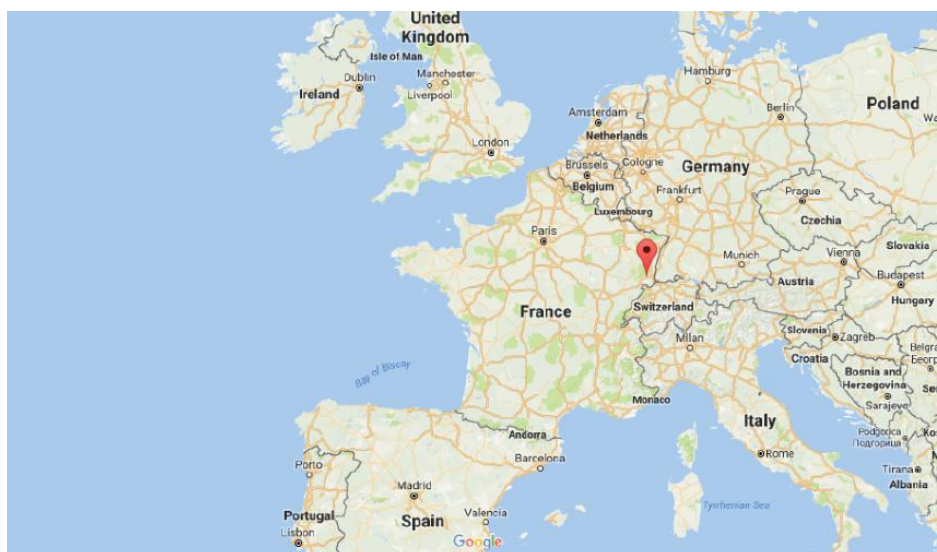 United
Kingdom
Isle of Man
Dublin
Ireland
Manchester
Liverpool
London
Hamburg
Berlin
Poland
Amsterdam
Netherlands
Brussels
Belgium
Cologne
Germany
Frankfurt
Luxembourg
Prague
Czechia
Paris
Munich
Vienna
Slovakia
Austria
Budapest
Hungary
France
Switzerland
Milan
Slovenia
Zagreb
Croatia
Bosnia and
Herzegovina
Sarajevo
Bay of Biscay
Monaco
Andorra
Italy
Podgorica
Подгорица
Rome
Tirana
Albania
Porto
Barcelona
Madrid
Portugal
Spain
Valencia
Lisbon
Tyrrhenian Sea
Google